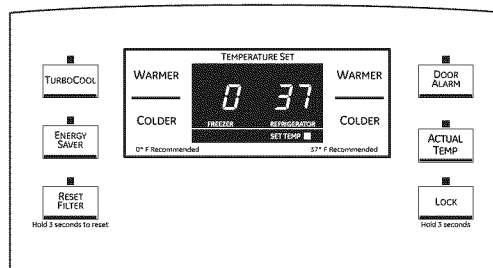 TEMPERATURE SET
TURBOCOOL
WARMER
WARMER
DOOR
ALARM
0 37
COLDER
FREEZER REFRIGERATOR
COLDER
SET TEMP
ENERGY
SAVER
ACTUAL
TEMP
0° F Recommended
37° F Recommended
RESET
FILTER
LOCK
Hold 3 seconds to reset
Hold 3 seconds